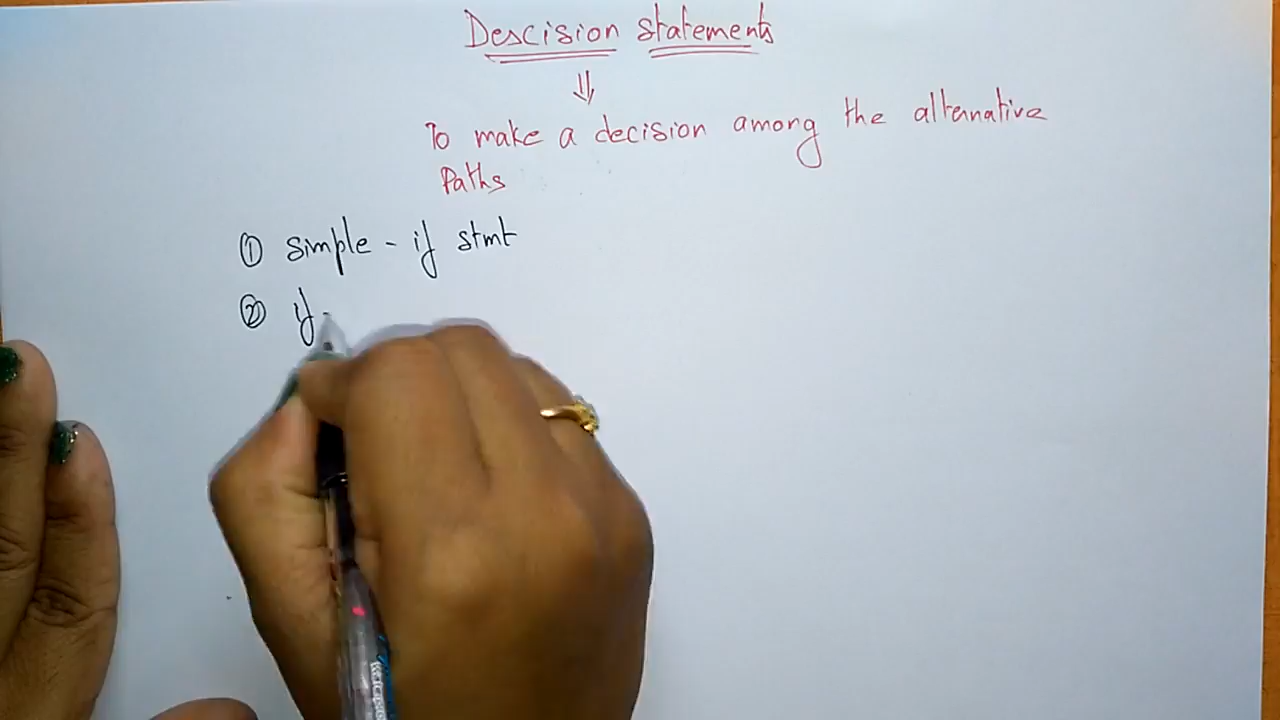 Descision statements
⇓
To make a decision among the alternative
Paths
① simple - if stmt
② if-